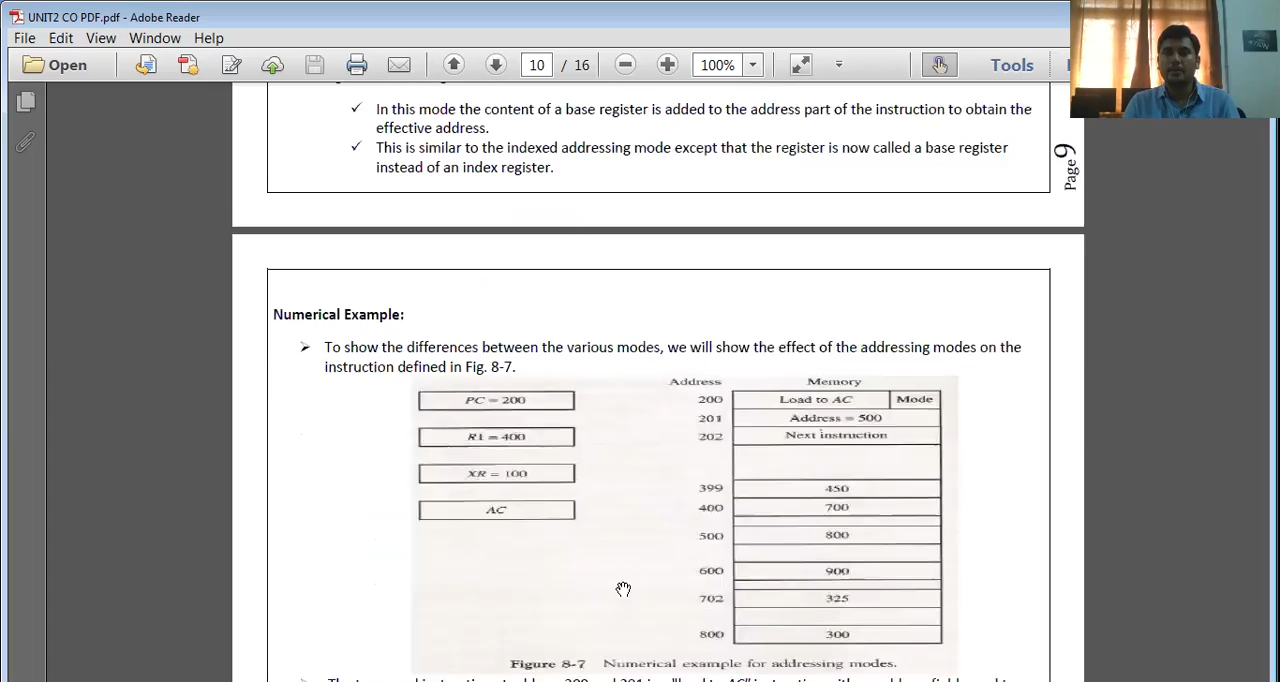 UNIT2 CO PDF.pdf - Adobe Reader
File Edit View Window Help
Open 10 / 16 100% Tools
In this mode the content of a base register is added to the address part of the instruction to obtain the
effective address.
This is similar to the indexed addressing mode except that the register is now called a base register
instead of an index register.
Page 9
Numerical Example:
To show the differences between the various modes, we will show the effect of the addressing modes on the
instruction defined in Fig. 8-7.
Address Memory
PC = 200 200 Load to AC Mode
201 Address = 500
R1 = 400 202 Next instruction
XR = 100
399 450
AC 400 700
500 800
600 900
702 325
800 300
Figure 8-7 Numerical example for addressing modes.